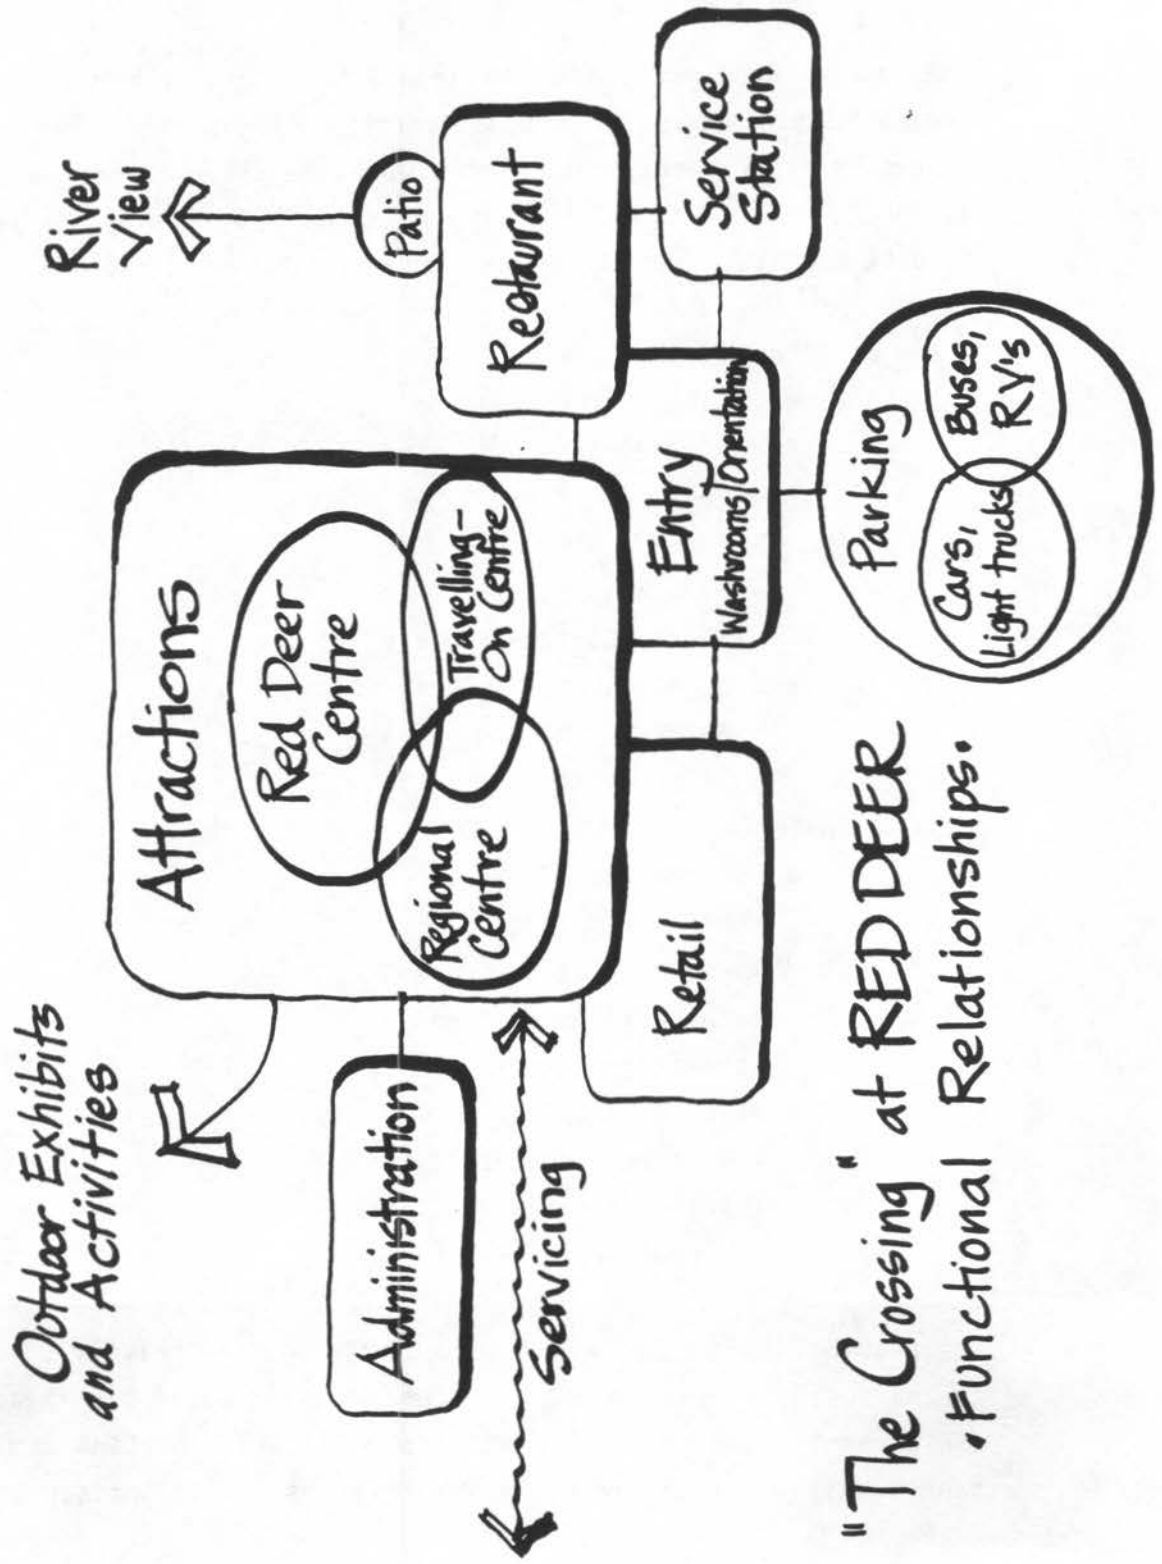 Outdoor Exhibits
and Activities
River
View
Attractions
Red Deer
Centre
Regional
Centre
Travelling-
On Centre
Patio
Restaurant
Service
Station
Administration
Servicing
Retail
Entry
Washrooms/Orientation
Parking
Cars,
Light trucks
Buses,
RV's
"The Crossing" at RED DEER
• Functional Relationships.